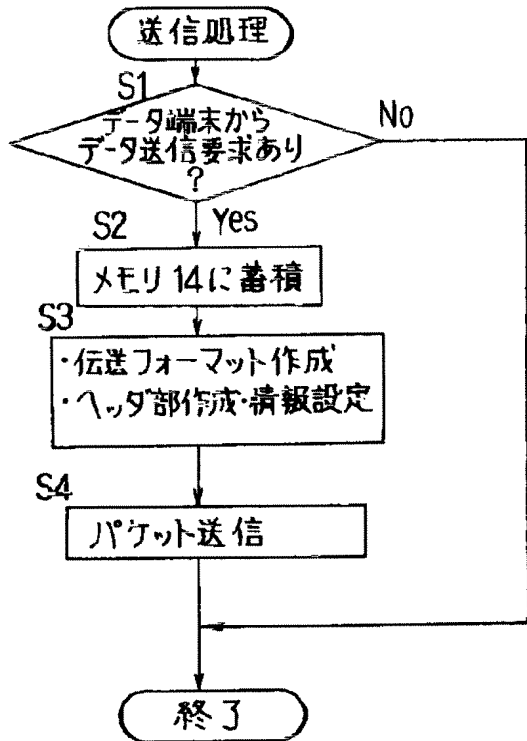 送信処理
S1
データ端末から
データ送信要求あり
?
No
Yes
S2
メモリ14に蓄積
S3
・伝送フォーマット作成
・ヘッダ部作成・情報設定
S4
パケット送信
終了